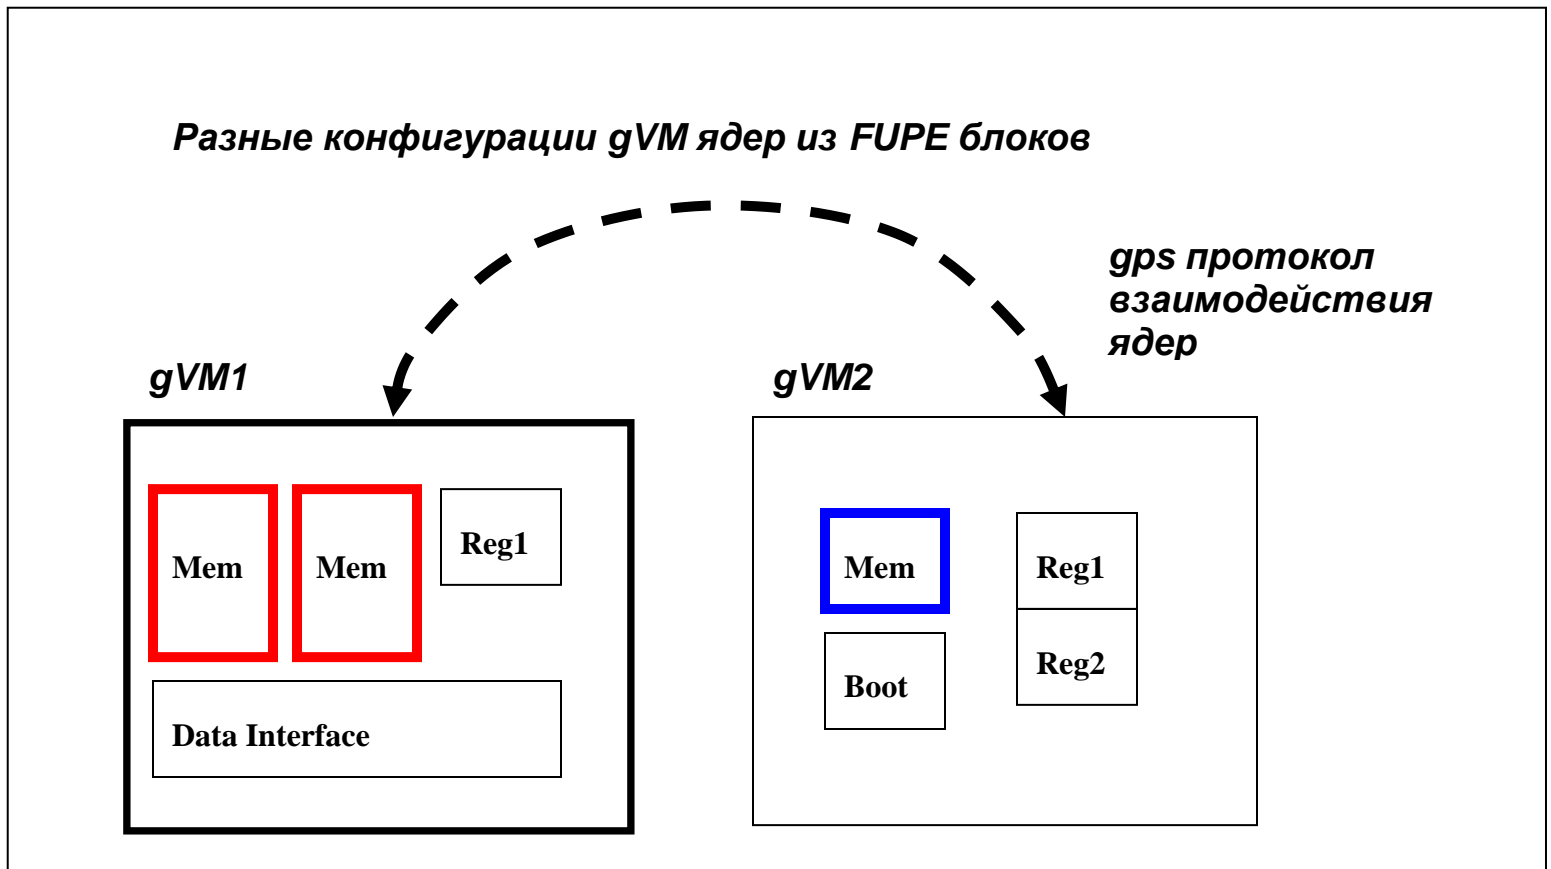 Разные конфигурации gVM ядер из FUPE блоков
gps протокол
взаимодействия
ядер
gVM1
gVM2
Mem
Mem
Reg1
Data Interface
Mem
Reg1
Boot
Reg2